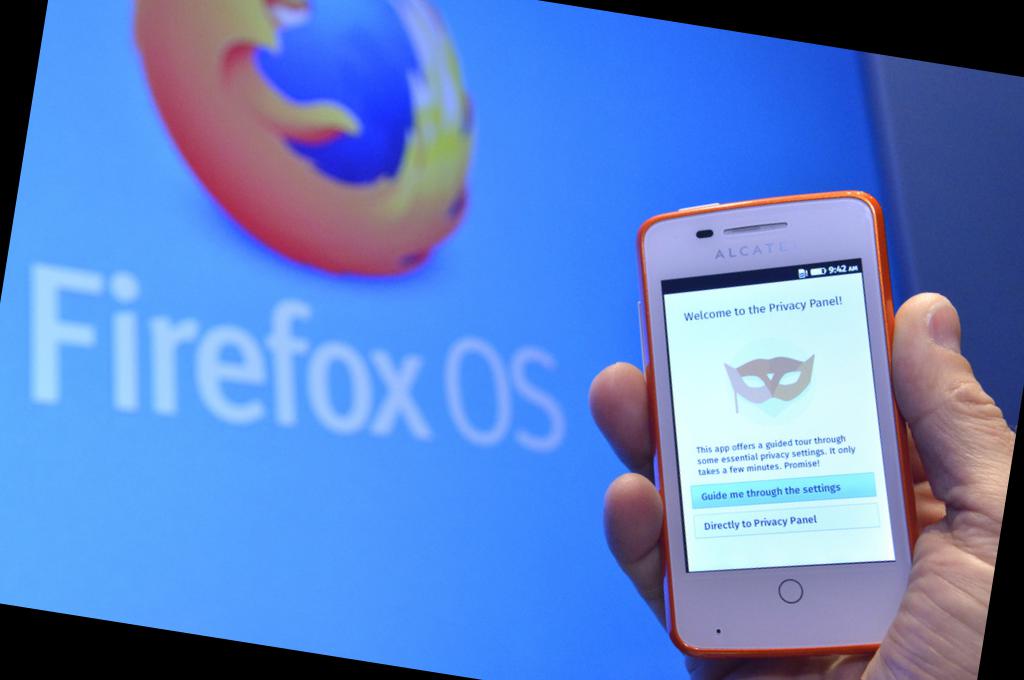 Firefox OS
ALCATEL
9:42 AM
Welcome to the Privacy Panel!
This app offers a guided tour through
some essential privacy settings. It only
takes a few minutes. Promise!
Guide me through the settings
Directly to Privacy Panel